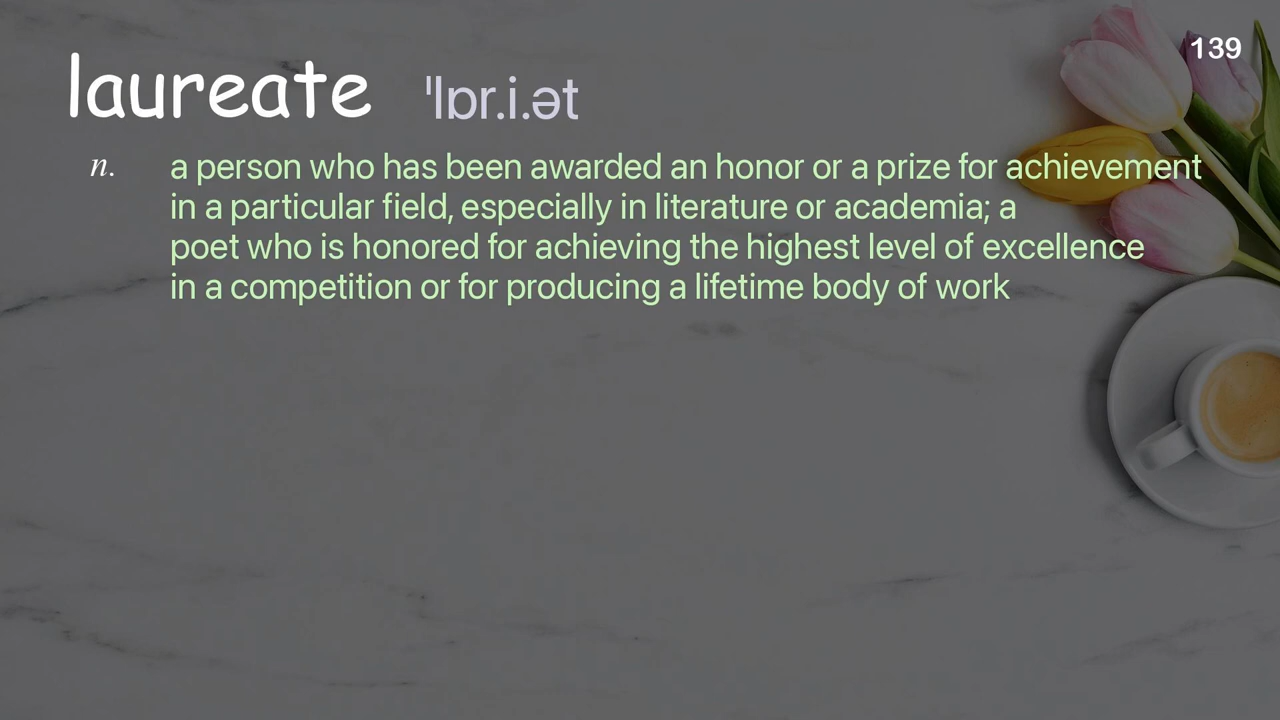 139
laureate ˈlɒr.i.ət
n. a person who has been awarded an honor or a prize for achievement
in a particular field, especially in literature or academia; a
poet who is honored for achieving the highest level of excellence
in a competition or for producing a lifetime body of work